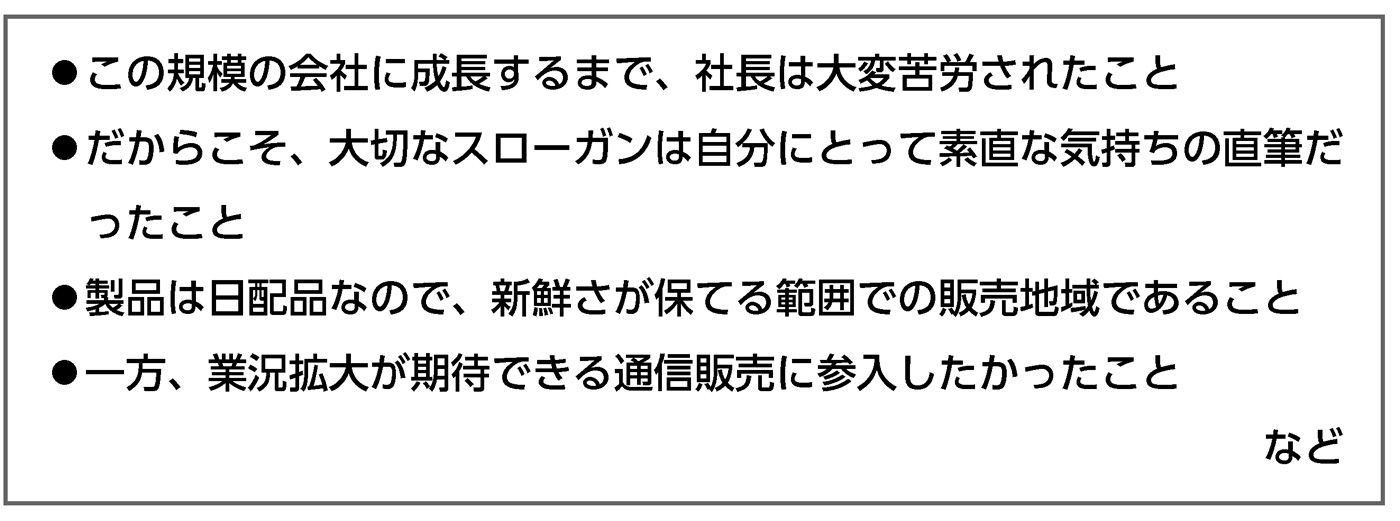 ●この規模の会社に成長するまで、社長は大変苦労されたこと
●だからこそ、大切なスローガンは自分にとって素直な気持ちの直筆だ
ったこと
●製品は日配品なので、新鮮さが保てる範囲での販売地域であること
●一方、業況拡大が期待できる通信販売に参入したかったこと
など